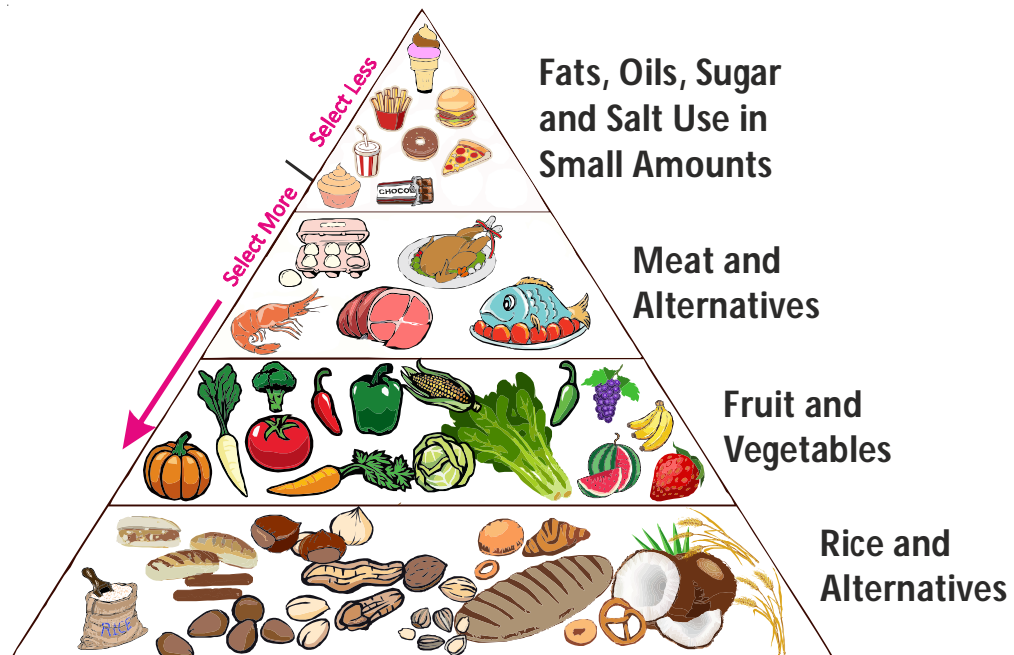 Select Less
Select More
Fats, Oils, Sugar
and Salt Use in
Small Amounts
CHOCO
Meat and
Alternatives
Fruit and
Vegetables
Rice and
Alternatives
RICE